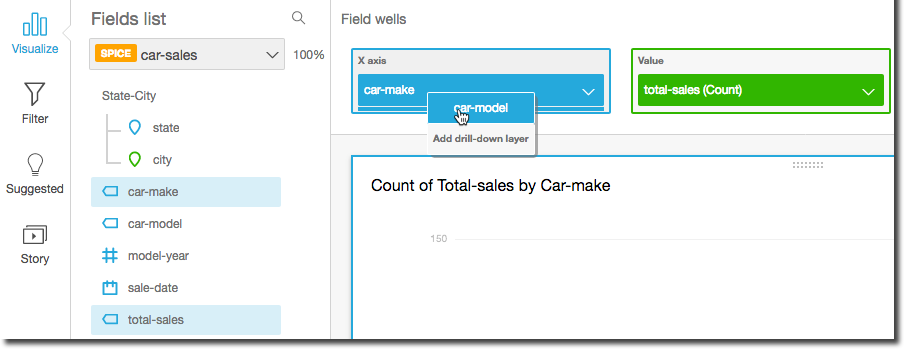 Visualize
Filter
Suggested
Story
Fields list
SPICE car-sales 100%
State-City
state
city
car-make
car-model
model-year
sale-date
total-sales
Field wells
X axis
car-make
car-model
Add drill-down layer
Value
total-sales (Count)
Count of Total-sales by Car-make
150